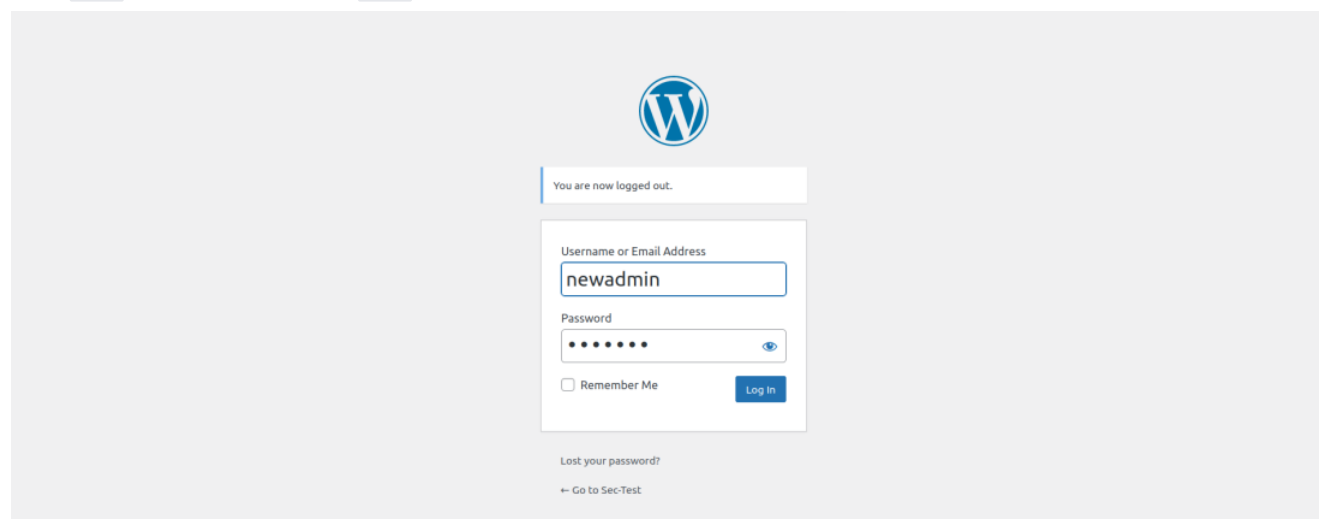 You are now logged out.
Username or Email Address
newadmin
Password
•••••••
Remember Me
Log In
Lost your password?
← Go to Sec-Test